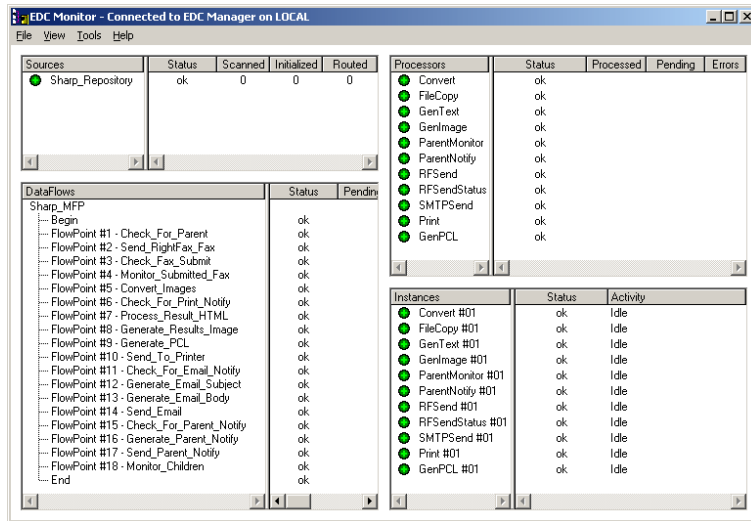 EDC Monitor - Connected to EDC Manager on LOCAL
File View Tools Help
Sources Status Scanned Initialized Routed
Sharp_Repository ok 0 0 0
Processors Status Processed Pending Errors
Convert ok
FileCopy ok
GenText ok
GenImage ok
ParentMonitor ok
ParentNotify ok
RFSend ok
RFSendStatus ok
SMTPSend ok
Print ok
GenPCL ok
DataFlows Status Pending
Sharp_MFP
Begin ok
FlowPoint #1 - Check_For_Parent ok
FlowPoint #2 - Send_RightFax_Fax ok
FlowPoint #3 - Check_Fax_Submit ok
FlowPoint #4 - Monitor_Submitted_Fax ok
FlowPoint #5 - Convert_Images ok
FlowPoint #6 - Check_For_Print_Notify ok
FlowPoint #7 - Process_Result_HTML ok
FlowPoint #8 - Generate_Results_Image ok
FlowPoint #9 - Generate_PCL ok
FlowPoint #10 - Send_To_Printer ok
FlowPoint #11 - Check_For_Email_Notify ok
FlowPoint #12 - Generate_Email_Subject ok
FlowPoint #13 - Generate_Email_Body ok
FlowPoint #14 - Send_Email ok
FlowPoint #15 - Check_For_Parent_Notify ok
FlowPoint #16 - Generate_Parent_Notify ok
FlowPoint #17 - Send_Parent_Notify ok
FlowPoint #18 - Monitor_Children ok
End ok
Instances Status Activity
Convert #01 ok Idle
FileCopy #01 ok Idle
GenText #01 ok Idle
GenImage #01 ok Idle
ParentMonitor #01 ok Idle
ParentNotify #01 ok Idle
RFSend #01 ok Idle
RFSendStatus #01 ok Idle
SMTPSend #01 ok Idle
Print #01 ok Idle
GenPCL #01 ok Idle